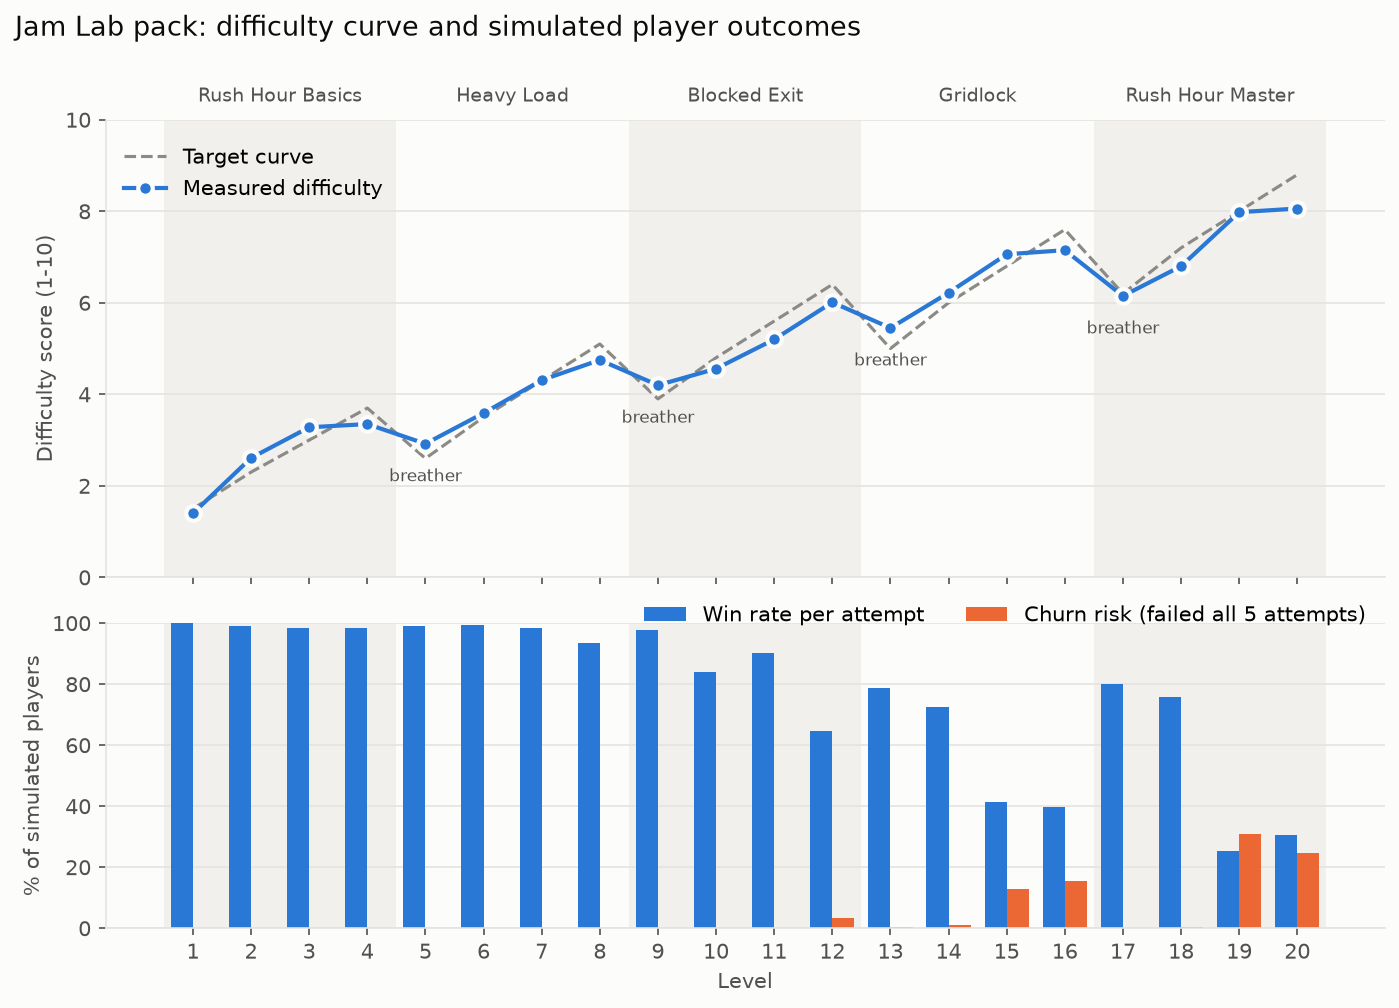 Jam Lab pack: difficulty curve and simulated player outcomes
Rush Hour Basics
Heavy Load
Blocked Exit
Gridlock
Rush Hour Master
Difficulty score (1-10)
10
8
6
4
2
0
Target curve
Measured difficulty
breather
breather
breather
breather
Win rate per attempt
Churn risk (failed all 5 attempts)
% of simulated players
100
80
60
40
20
0
1 2 3 4 5 6 7 8 9 10 11 12 13 14 15 16 17 18 19 20
Level